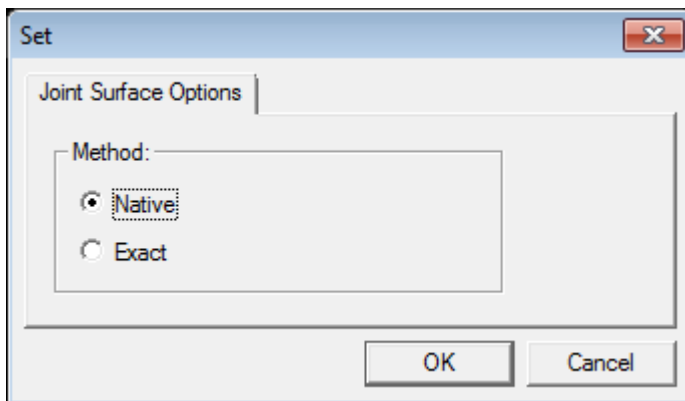 Set
Joint Surface Options
Method:
Native
Exact
OK
Cancel